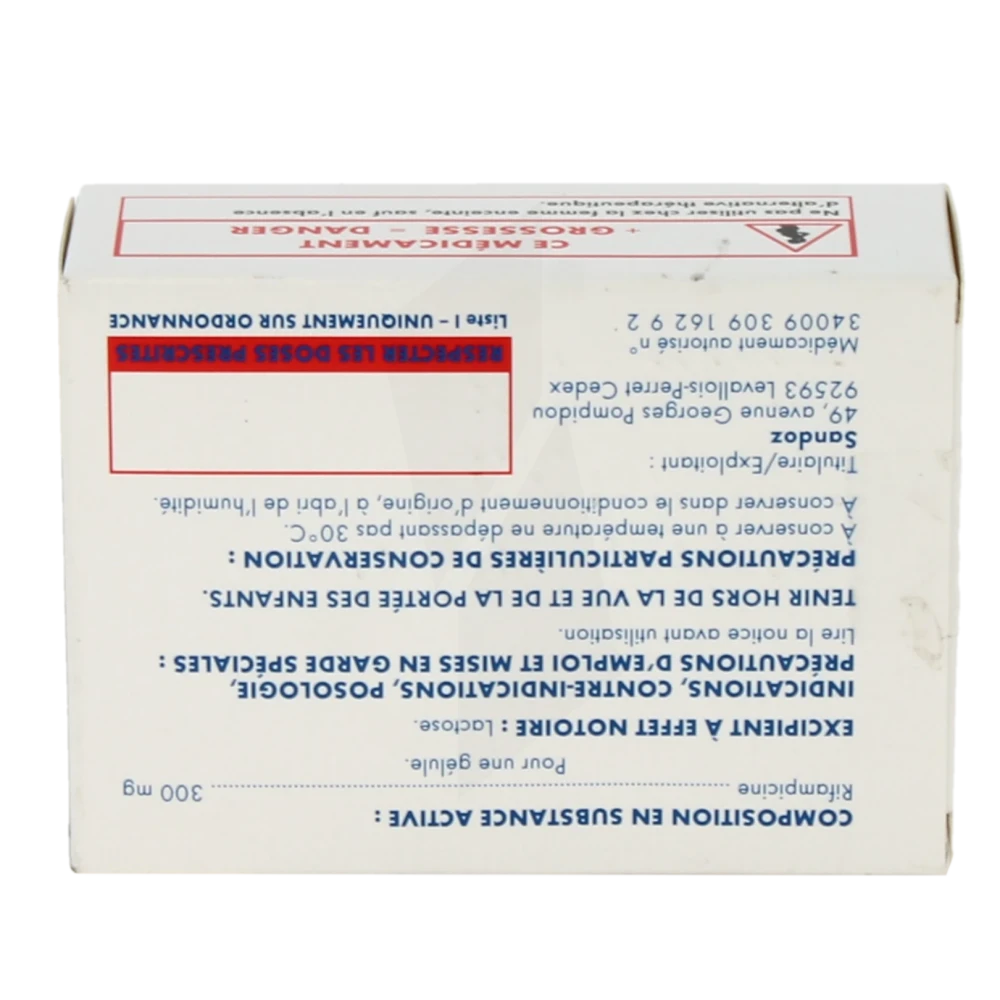 COMPOSITION EN SUBSTANCE ACTIVE :
Rifampicine ........................................................ 300 mg
Pour une gélule.
EXCIPIENT À EFFET NOTOIRE : Lactose.
INDICATIONS, CONTRE-INDICATIONS, POSOLOGIE,
PRÉCAUTIONS D'EMPLOI ET MISES EN GARDE SPÉCIALES :
Lire la notice avant utilisation.
TENIR HORS DE LA VUE ET DE LA PORTÉE DES ENFANTS.
PRÉCAUTIONS PARTICULIÈRES DE CONSERVATION :
À conserver à une température ne dépassant pas 30°C.
À conserver dans le conditionnement d'origine, à l'abri de l'humidité.
Titulaire/Exploitant :
Sandoz
49, avenue Georges Pompidou
92593 Levallois-Perret Cedex
Médicament autorisé n°
34009 309 162 9 2
RESPECTER LES DOSES PRESCRITES
Liste I - UNIQUEMENT SUR ORDONNANCE
CE MÉDICAMENT
+ GROSSESSE = DANGER
Ne pas utiliser chez la femme enceinte, sauf en l'absence
d'alternative thérapeutique.